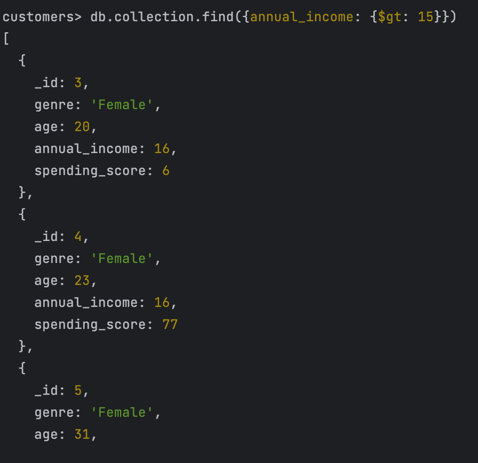 customers> db.collection.find({annual_income: {$gt: 15}})
[
  {
    _id: 3,
    genre: 'Female',
    age: 20,
    annual_income: 16,
    spending_score: 6
  },
  {
    _id: 4,
    genre: 'Female',
    age: 23,
    annual_income: 16,
    spending_score: 77
  },
  {
    _id: 5,
    genre: 'Female',
    age: 31,